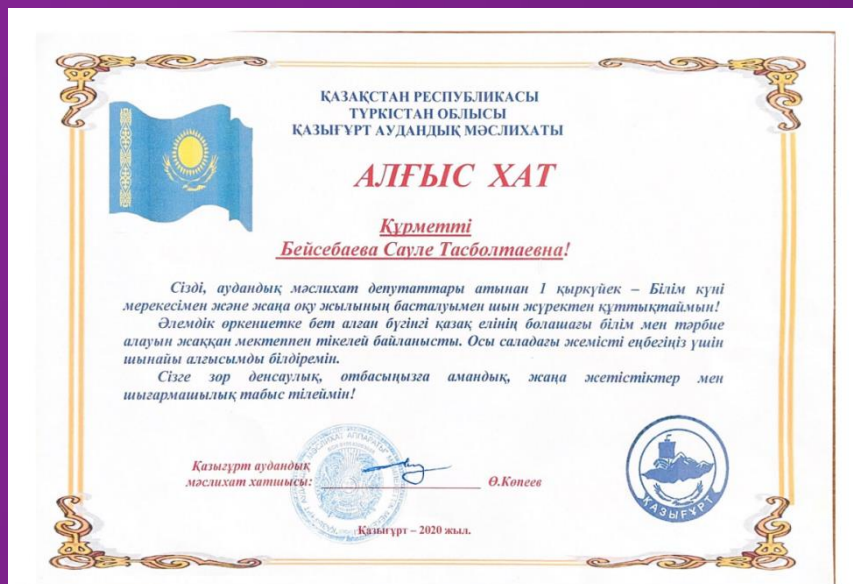 ҚАЗАҚСТАН РЕСПУБЛИКАСЫ
ТҮРКІСТАН ОБЛЫСЫ
ҚАЗЫҒҰРТ АУДАНДЫҚ МӘСЛИХАТЫ
АЛҒЫС ХАТ
Құрметті
Бейсебаева Сауле Тасболтаевна!
Сізді, аудандық мәслихат депутаттары атынан 1 қыркүйек – Білім күні
мерекесімен және жаңа оқу жылының басталуымен шын жүректен құттықтаймын!
Әлемдік өркениетке бет алған бүгінгі қазақ елінің болашағы білім мен тәрбие
алауын жаққан мектеппен тікелей байланысты. Осы саладағы жемісті еңбегіңіз үшін
шынайы алғысымды білдіремін.
Сізге зор денсаулық, отбасыңызға амандық, жаңа жетістіктер мен
шығармашылық табыс тілеймін!
Қазығұрт аудандық
мәслихат хатшысы: Ө.Көпеев
ҚАЗЫҒҰРТ
Қазығұрт – 2020 жыл.